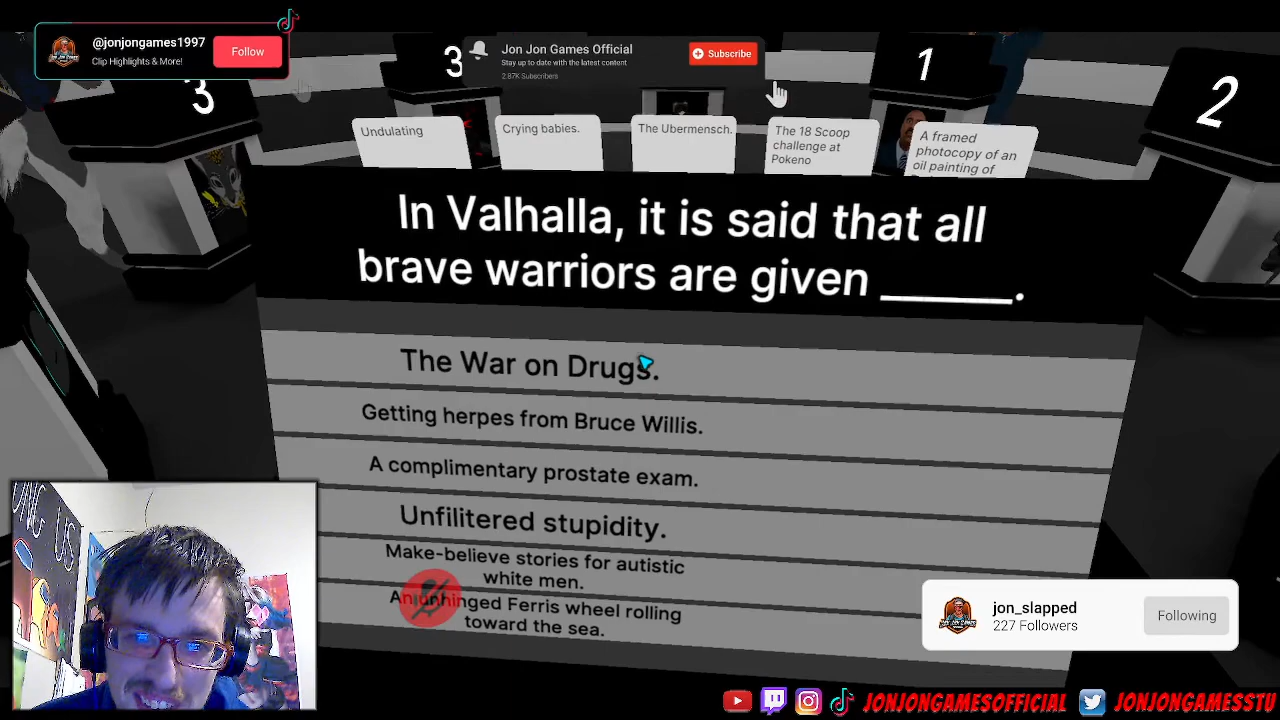 @jonjongames1997
Clip Highlights & More!
Follow
Jon Jon Games Official
Stay up to date with the latest content
2.87K Subscribers
Subscribe
3
3
1
2
Undulating
Crying babies.
The Ubermensch.
The 18 Scoop
challenge at
Pokeno
A framed
photocopy of an
oil painting of
In Valhalla, it is said that all
brave warriors are given ______.
The War on Drugs.
Getting herpes from Bruce Willis.
A complimentary prostate exam.
Unfilitered stupidity.
Make-believe stories for autistic
white men.
An unhinged Ferris wheel rolling
toward the sea.
jon_slapped
227 Followers
Following
JONJONGAMESOFFICIAL
JONJONGAMESSTU